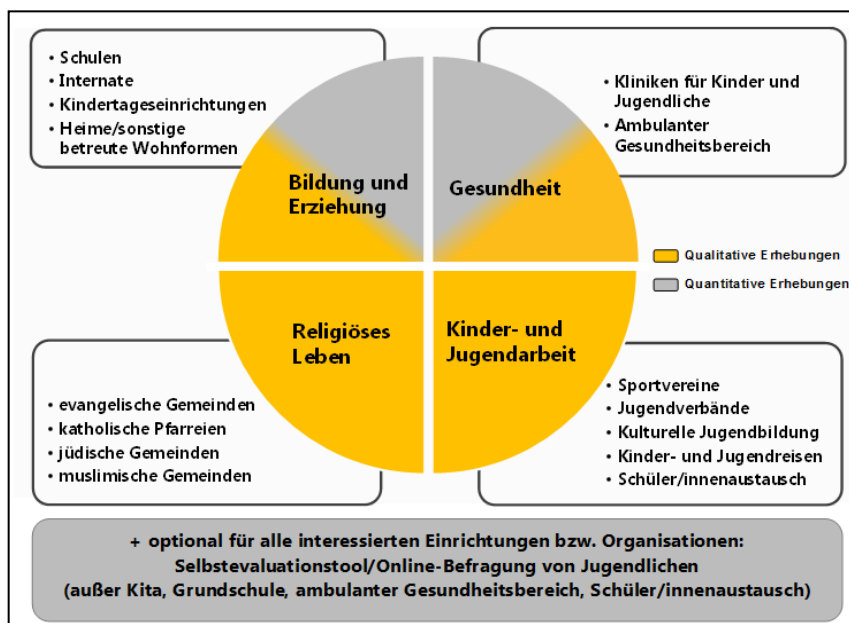 • Schulen
• Internate
• Kindertageseinrichtungen
• Heime/sonstige
betreute Wohnformen
• Kliniken für Kinder und
Jugendliche
• Ambulanter
Gesundheitsbereich
Bildung und
Erziehung
Gesundheit
Qualitative Erhebungen
Quantitative Erhebungen
Religiöses
Leben
Kinder- und
Jugendarbeit
• evangelische Gemeinden
• katholische Pfarreien
• jüdische Gemeinden
• muslimische Gemeinden
• Sportvereine
• Jugendverbände
• Kulturelle Jugendbildung
• Kinder- und Jugendreisen
• Schüler/innenaustausch
+ optional für alle interessierten Einrichtungen bzw. Organisationen:
Selbstevaluationstool/Online-Befragung von Jugendlichen
(außer Kita, Grundschule, ambulanter Gesundheitsbereich, Schüler/innenaustausch)